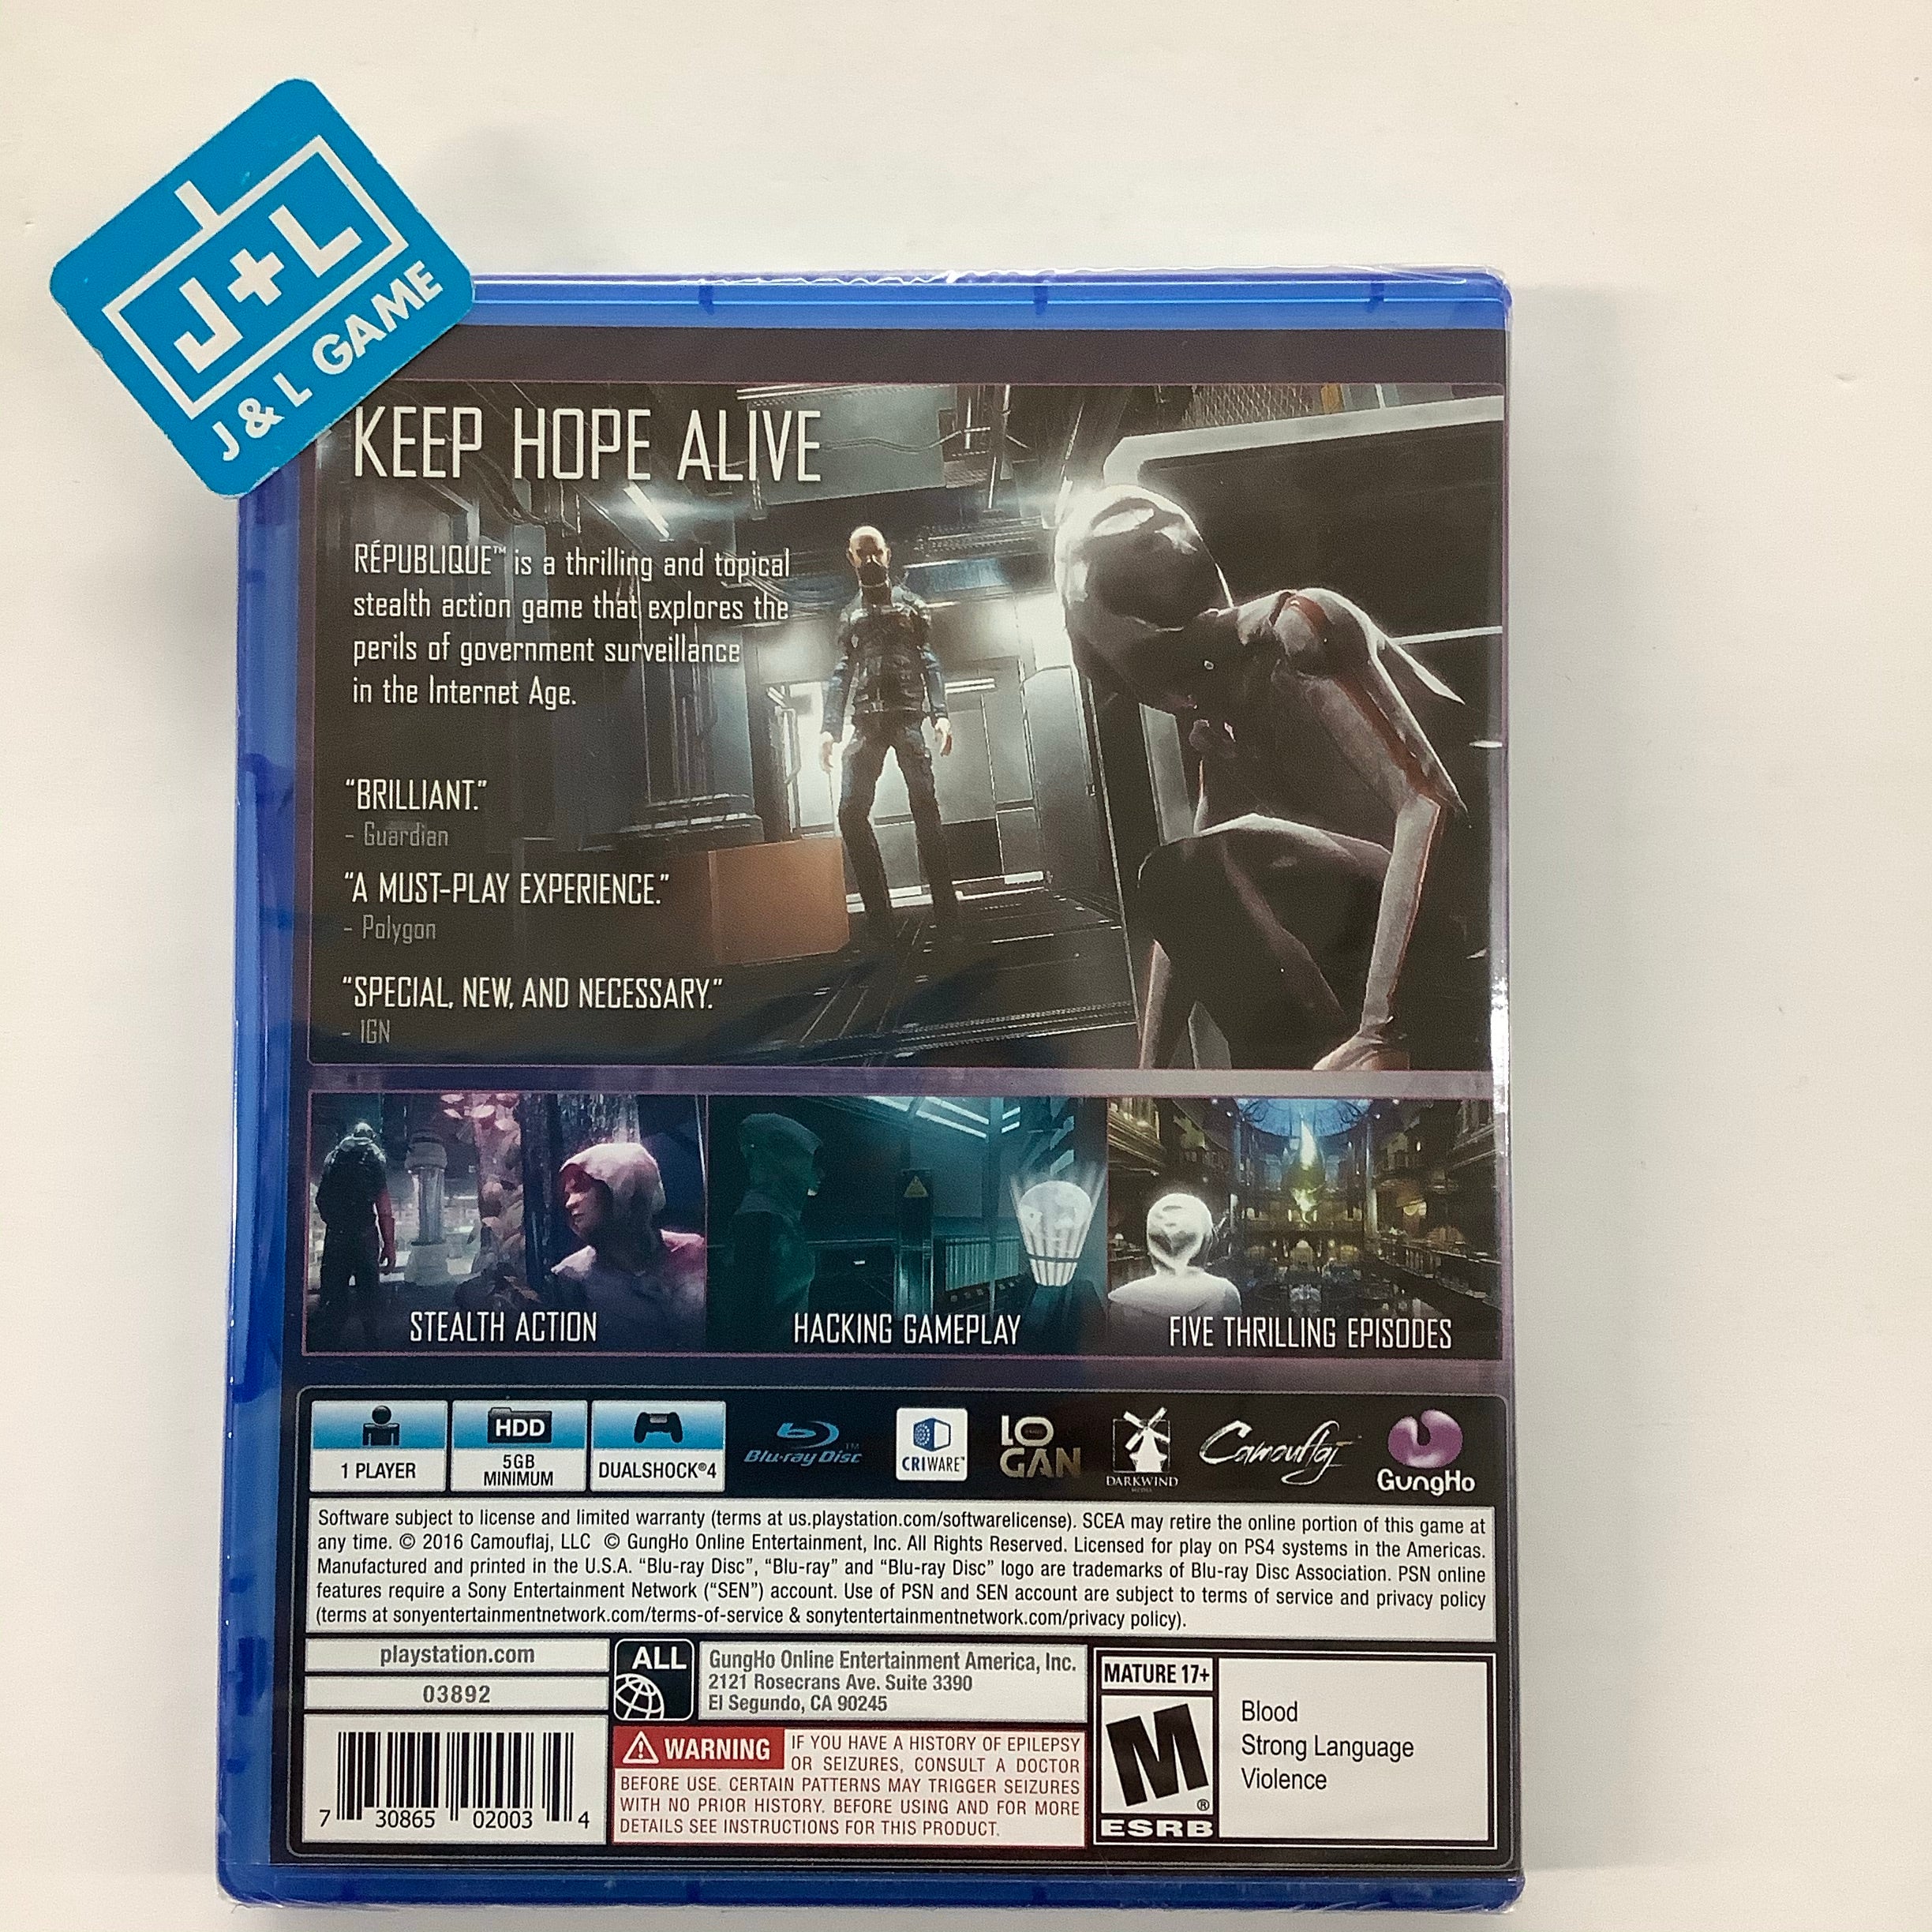 J+L
J & L GAME
KEEP HOPE ALIVE
RÉPUBLIQUE™ is a thrilling and topical
stealth action game that explores the
perils of government surveillance
in the Internet Age.
“BRILLIANT.”
- Guardian
“A MUST-PLAY EXPERIENCE.”
- Polygon
“SPECIAL, NEW, AND NECESSARY.”
- IGN
STEALTH ACTION
HACKING GAMEPLAY
FIVE THRILLING EPISODES
1 PLAYER
HDD
5GB
MINIMUM
DUALSHOCK®4
Blu-ray Disc™
CRIWARE™
LO
GAN
DARKWIND
MEDIA
Camouflaj
GungHo
Software subject to license and limited warranty (terms at us.playstation.com/softwarelicense). SCEA may retire the online portion of this game at
any time. © 2016 Camouflaj, LLC © GungHo Online Entertainment, Inc. All Rights Reserved. Licensed for play on PS4 systems in the Americas.
Manufactured and printed in the U.S.A. “Blu-ray Disc”, “Blu-ray” and “Blu-ray Disc” logo are trademarks of Blu-ray Disc Association. PSN online
features require a Sony Entertainment Network (“SEN”) account. Use of PSN and SEN account are subject to terms of service and privacy policy
(terms at sonyentertainmentnetwork.com/terms-of-service & sonytentertainmentnetwork.com/privacy policy).
playstation.com
03892
7 30865 02003 4
ALL
GungHo Online Entertainment America, Inc.
2121 Rosecrans Ave. Suite 3390
El Segundo, CA 90245
WARNING IF YOU HAVE A HISTORY OF EPILEPSY
OR SEIZURES, CONSULT A DOCTOR
BEFORE USE. CERTAIN PATTERNS MAY TRIGGER SEIZURES
WITH NO PRIOR HISTORY. BEFORE USING AND FOR MORE
DETAILS SEE INSTRUCTIONS FOR THIS PRODUCT.
MATURE 17+
M®
ESRB
Blood
Strong Language
Violence